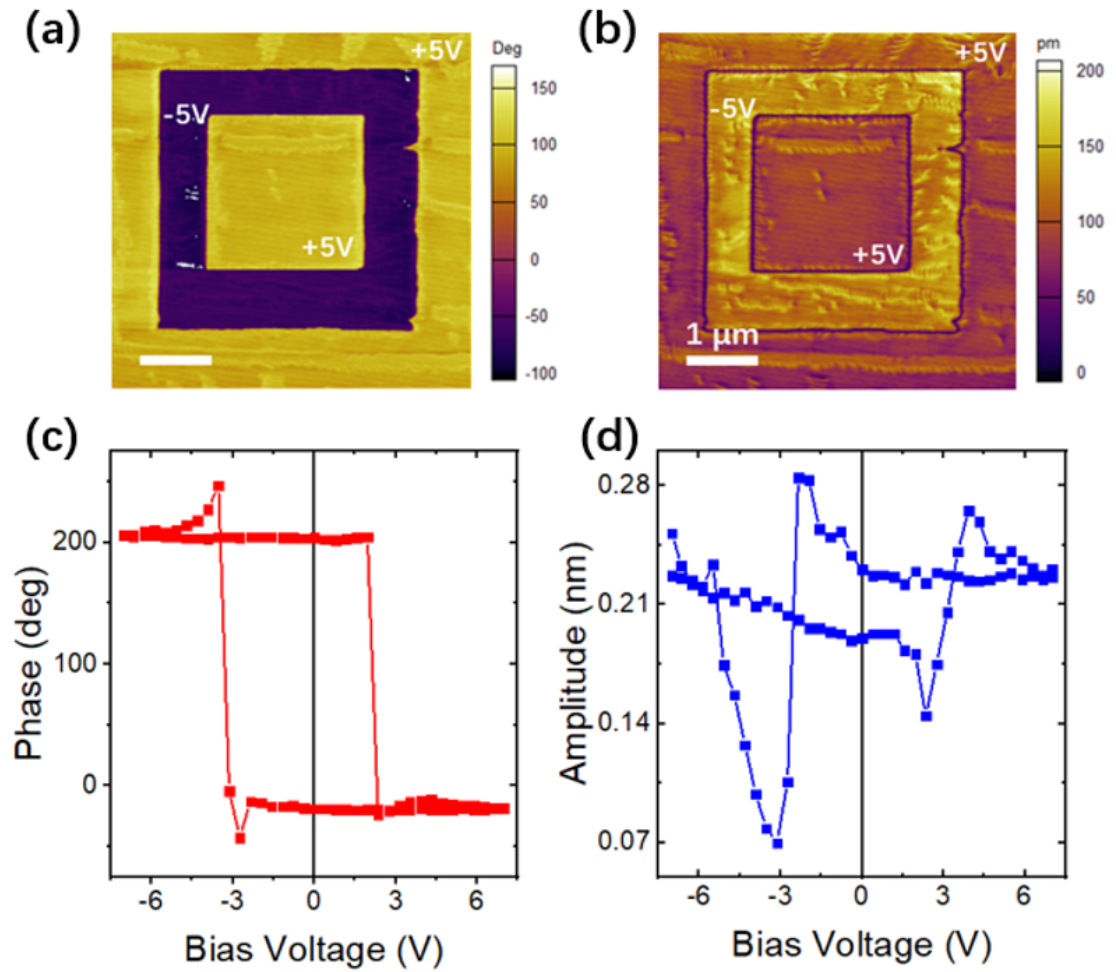 (a)
+5V
-5V
+5V
Deg
150
100
50
0
-50
-100
(b)
+5V
-5V
+5V
1 μm
pm
200
150
100
50
0
(c)
Phase (deg)
200
100
0
-6 -3 0 3 6
Bias Voltage (V)
(d)
Amplitude (nm)
0.28
0.21
0.14
0.07
-6 -3 0 3 6
Bias Voltage (V)